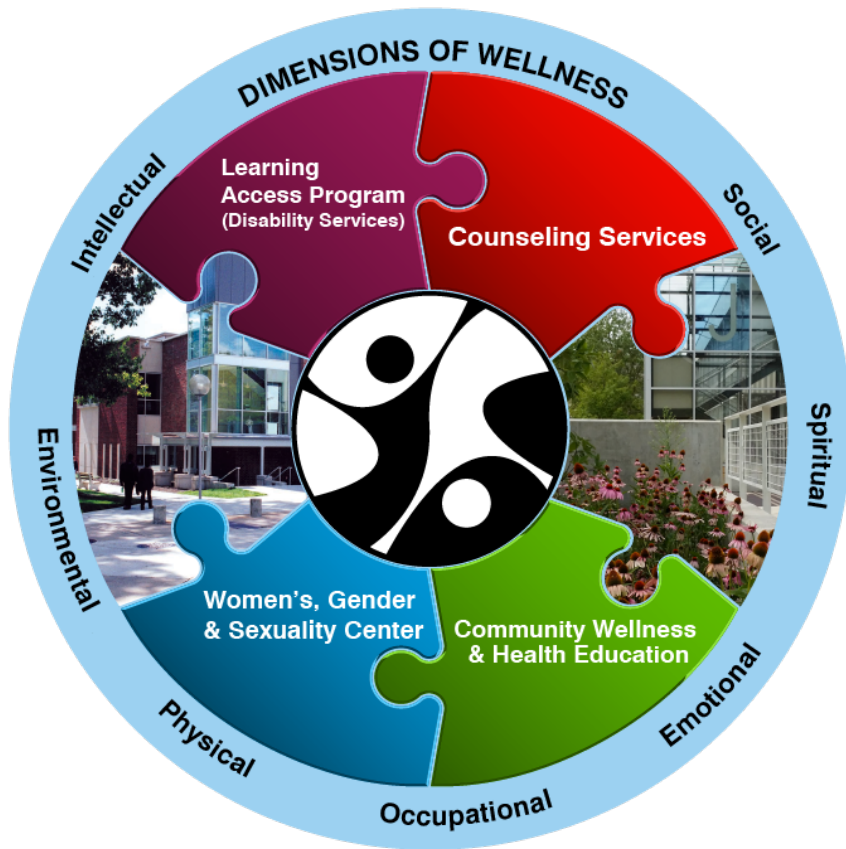 DIMENSIONS OF WELLNESS
Intellectual
Social
Learning
Access Program
(Disability Services)
Counseling Services
Spiritual
Environmental
Women's, Gender
& Sexuality Center
Community Wellness
& Health Education
Emotional
Physical
Occupational